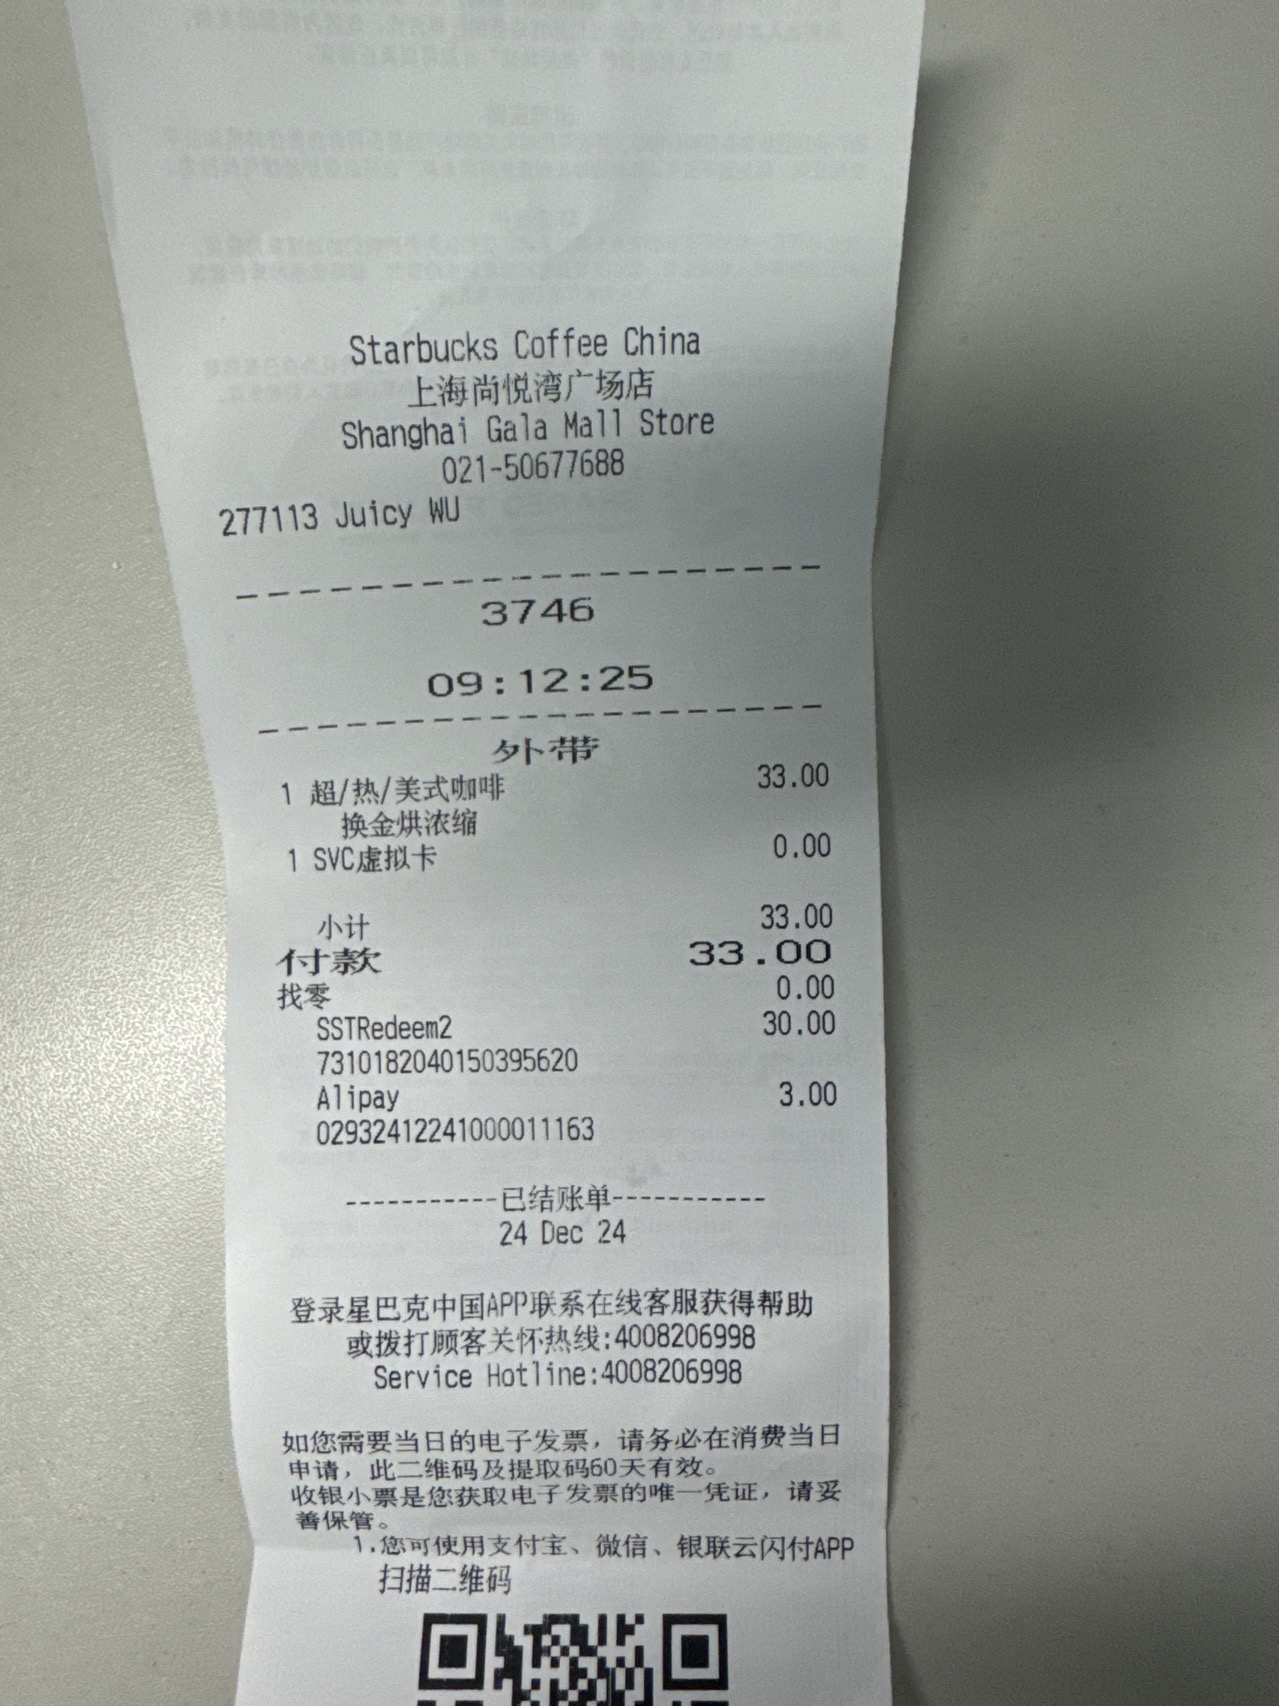 Starbucks Coffee China
上海尚悦湾广场店
Shanghai Gala Mall Store
021-50677688
277113 Juicy WU
3746
09:12:25
外带
1 超/热/美式咖啡 33.00
换金烘浓缩
1 SVC虚拟卡 0.00
小计 33.00
付款 33.00
找零 0.00
SSTRedeem2 30.00
7310182040150395620
Alipay 3.00
02932412241000011163
-----------已结账单-----------
24 Dec 24
登录星巴克中国APP联系在线客服获得帮助
或拨打顾客关怀热线:4008206998
Service Hotline:4008206998
如您需要当日的电子发票，请务必在消费当日
申请，此二维码及提取码60天有效。
收银小票是您获取电子发票的唯一凭证，请妥
善保管。
1.您可使用支付宝、微信、银联云闪付APP
扫描二维码